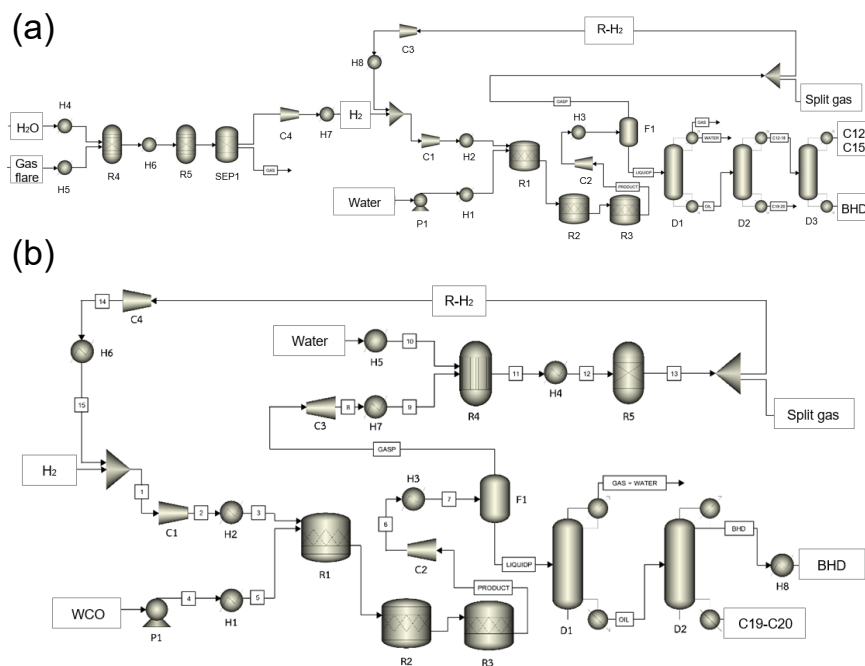 (a)
R-H2
C3
H8
GASP
Split gas
H2O
H4
C4
H7
H2
H3
F1
GAS
WATER
C12-18
C12
C15
Gas
flare
H5
R4
H6
R5
SEP1
GAS
C1
H2
R1
C2
LIQUIDP
PRODUCT
Water
P1
H1
R2
R3
D1
OIL
D2
C19-20
D3
BHD
(b)
14
C4
R-H2
H6
Water
H5
10
R4
11
H4
12
R5
13
Split gas
C3
8
H7
9
15
GASP
H2
1
C1
2
H2
3
R1
H3
7
F1
GAS + WATER
6
C2
LIQUIDP
BHD
H8
BHD
WCO
P1
4
H1
5
PRODUCT
R2
R3
D1
OIL
D2
C19-C20